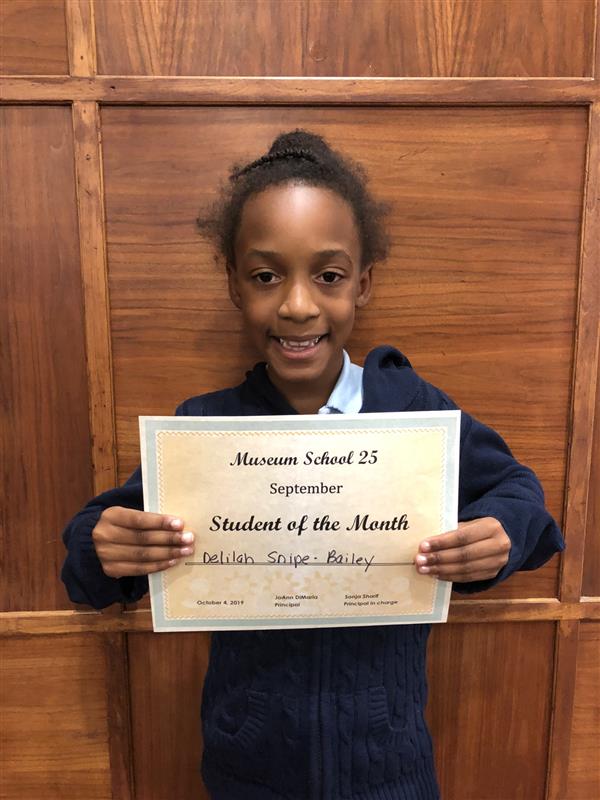 Museum School 25
September
Student of the Month
Delilah Snipe-Bailey
October 4, 2019 JoAnn DiMaria Sonja Sharif
Principal Principal in charge